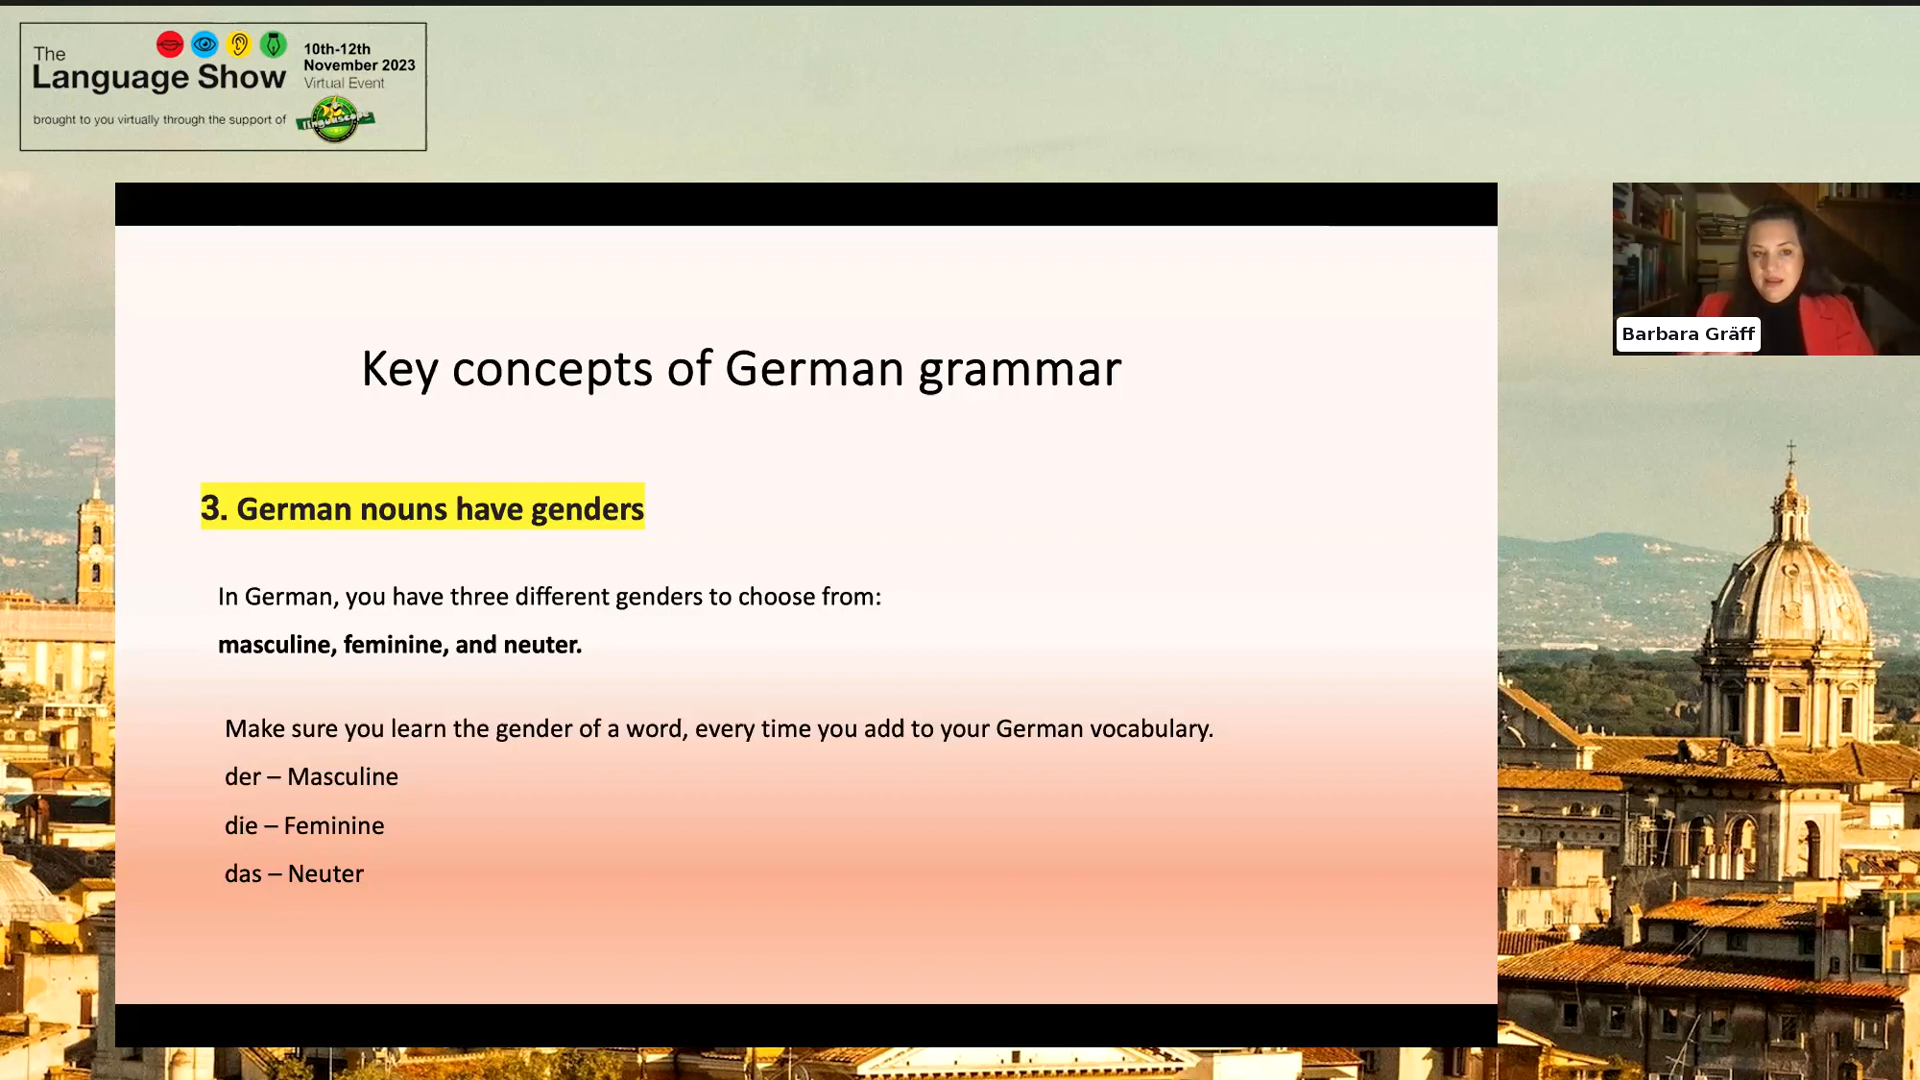 The
Language Show
10th-12th
November 2023
Virtual Event
brought to you virtually through the support of
linguascope
Barbara Gräff
Key concepts of German grammar
3. German nouns have genders
In German, you have three different genders to choose from:
masculine, feminine, and neuter.
Make sure you learn the gender of a word, every time you add to your German vocabulary.
der – Masculine
die – Feminine
das – Neuter